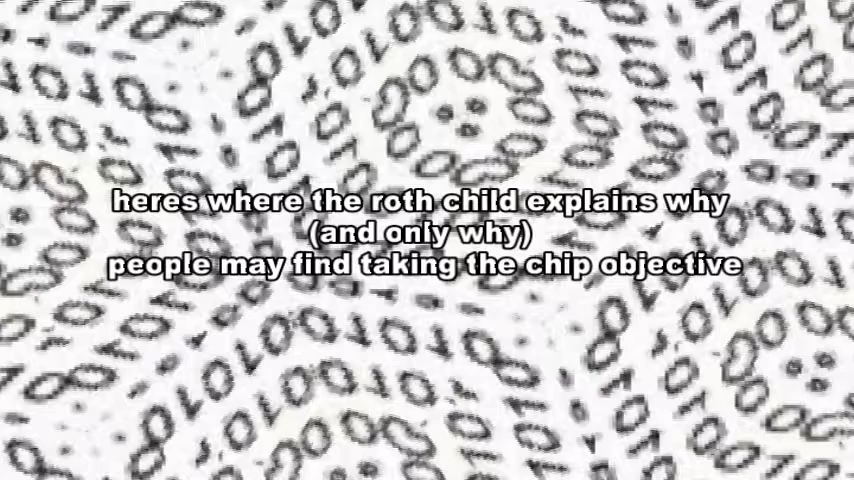 heres where the roth child explains why
(and only why)
people may find taking the chip objective